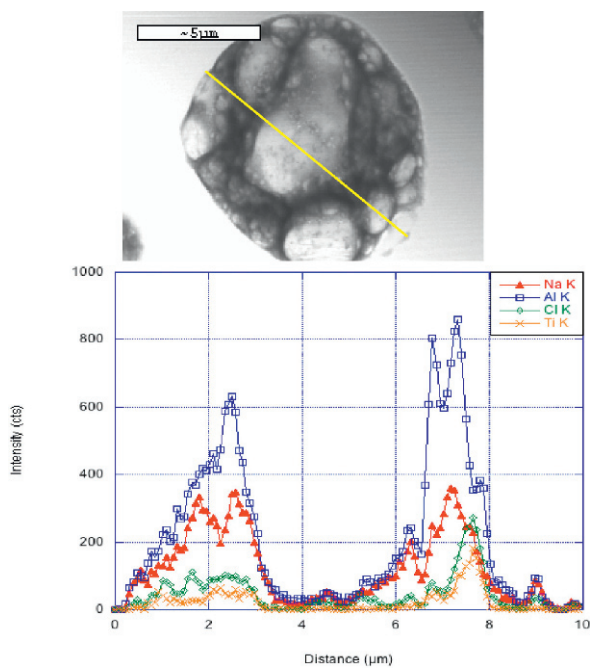 ~5µm
1000
800
600
400
200
0
Intensity (cts)
Na K
Al K
Cl K
Ti K
0 2 4 6 8 10
Distance (µm)